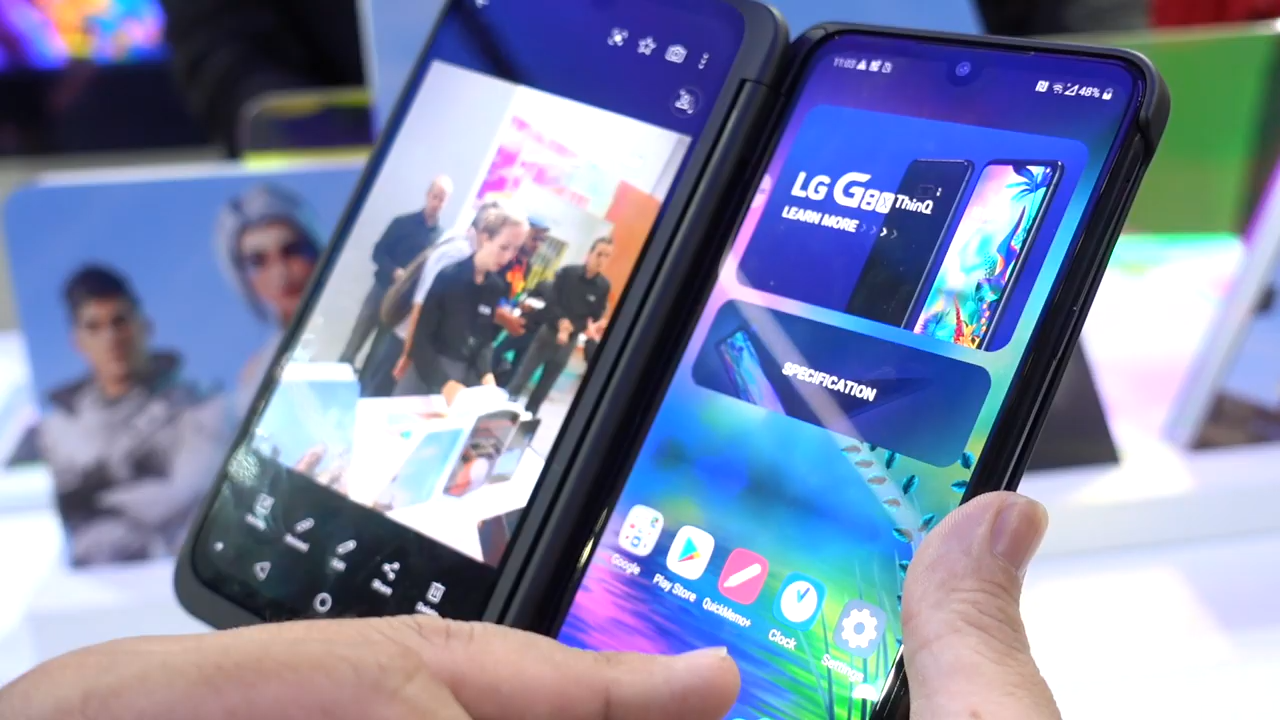 11:03
48%
LG G8X ThinQ
LEARN MORE
SPECIFICATION
Google
Play Store
QuickMemo+
Clock
Settings
Share
Delete